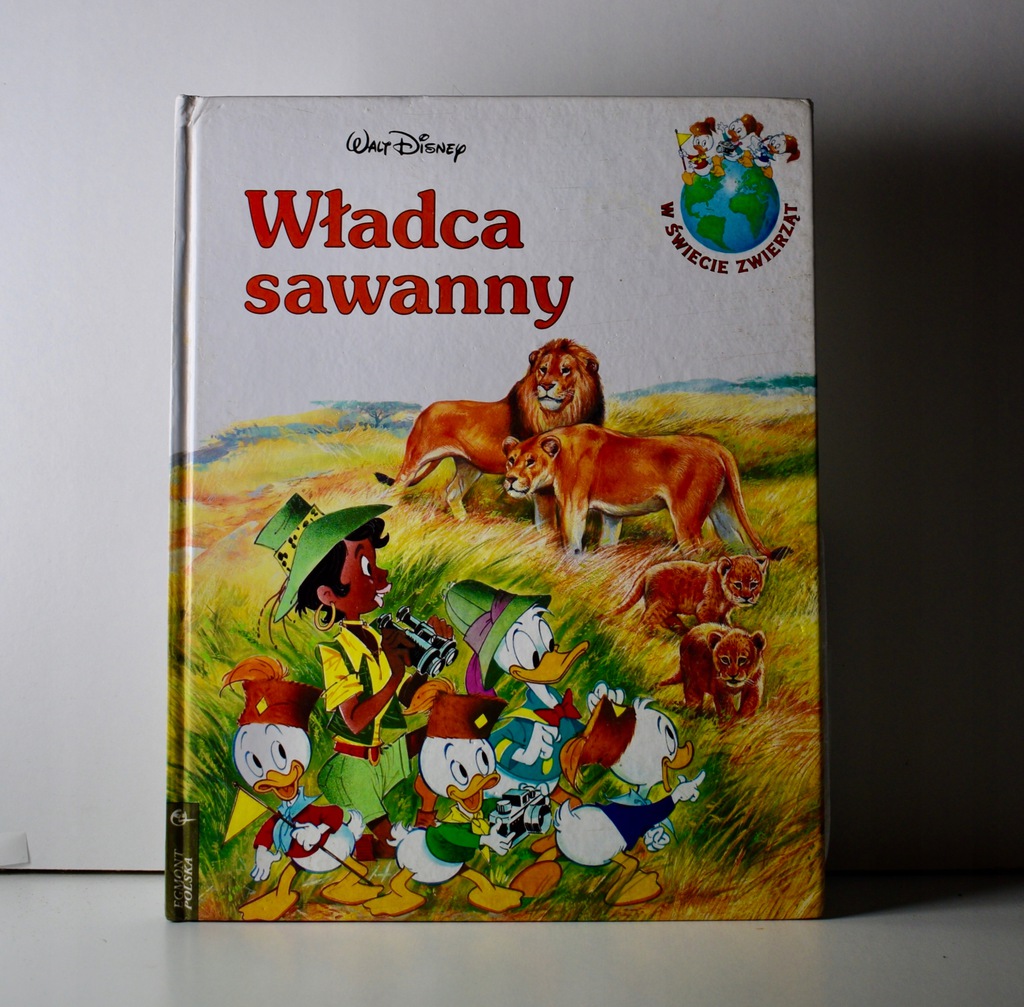 WALT DISNEY
Władca
sawanny
W ŚWIECIE ZWIERZĄT
EGMONT
POLSKA